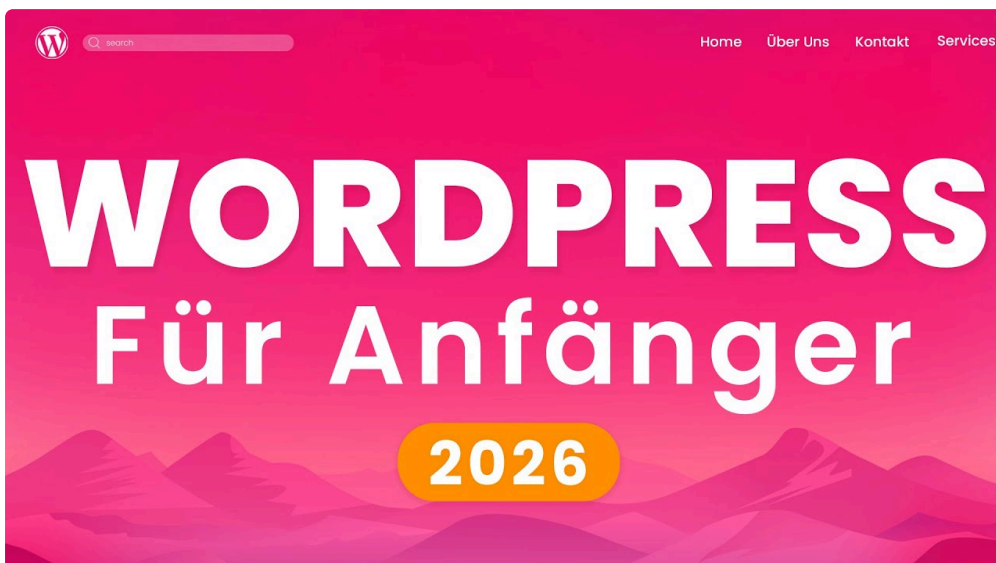 search
Home Über Uns Kontakt Services
WORDPRESS
Für Anfänger
2026